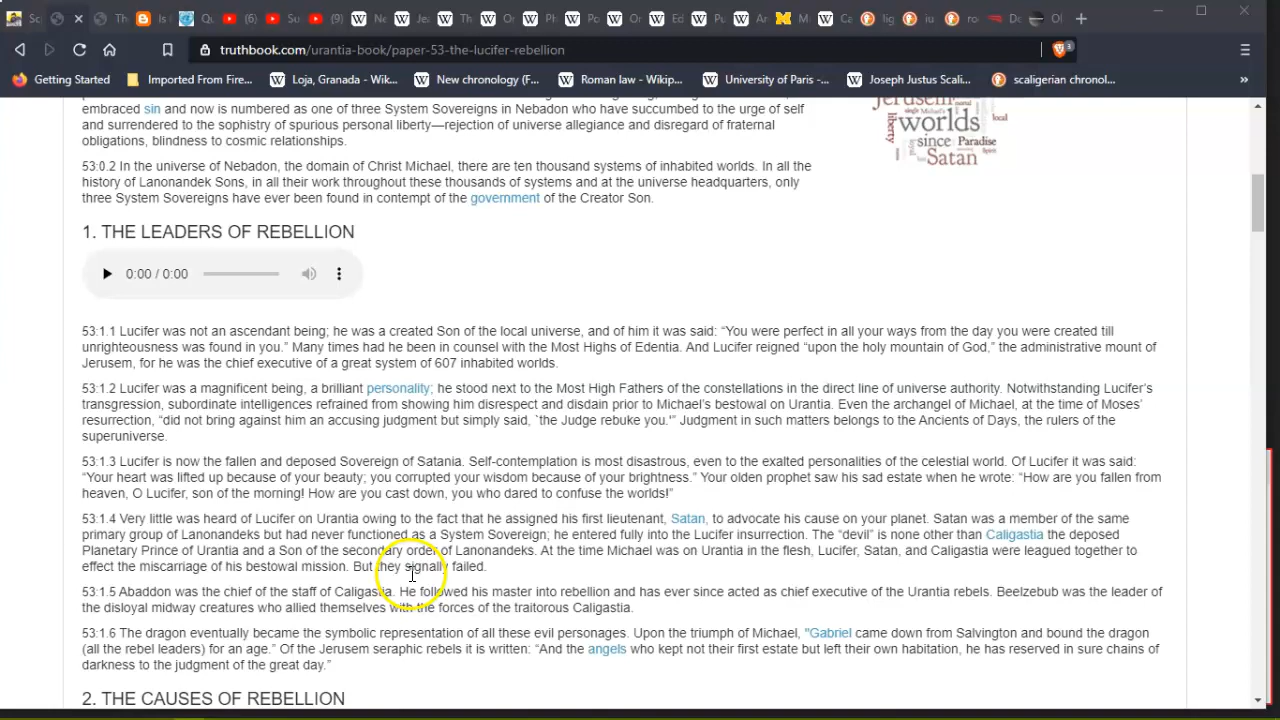 Sc
Th
Is
Qu
(6)
Su
(9)
W
Ne
Je
Th
Or
Ph
Po
Or
Ed
Pu
Ar
M
Ca
lig
iu
ro
Do
Ol
truthbook.com/urantia-book/paper-53-the-lucifer-rebellion
3
Getting Started
Imported From Fire...
Loja, Granada - Wik...
New chronology (F...
Roman law - Wikip...
University of Paris -...
Joseph Justus Scali...
scaligerian chronol...
embraced sin and now is numbered as one of three System Sovereigns in Nebadon who have succumbed to the urge of self
and surrendered to the sophistry of spurious personal liberty—rejection of universe allegiance and disregard of fraternal
obligations, blindness to cosmic relationships.
Jerusem
worlds
local
liberty
since
Paradise
Satan
53:0.2 In the universe of Nebadon, the domain of Christ Michael, there are ten thousand systems of inhabited worlds. In all the
history of Lanonandek Sons, in all their work throughout these thousands of systems and at the universe headquarters, only
three System Sovereigns have ever been found in contempt of the government of the Creator Son.
1. THE LEADERS OF REBELLION
0:00 / 0:00
53:1.1 Lucifer was not an ascendant being; he was a created Son of the local universe, and of him it was said: “You were perfect in all your ways from the day you were created till
unrighteousness was found in you.” Many times had he been in counsel with the Most Highs of Edentia. And Lucifer reigned “upon the holy mountain of God,” the administrative mount of
Jerusem, for he was the chief executive of a great system of 607 inhabited worlds.
53:1.2 Lucifer was a magnificent being, a brilliant personality; he stood next to the Most High Fathers of the constellations in the direct line of universe authority. Notwithstanding Lucifer’s
transgression, subordinate intelligences refrained from showing him disrespect and disdain prior to Michael’s bestowal on Urantia. Even the archangel of Michael, at the time of Moses’
resurrection, “did not bring against him an accusing judgment but simply said, `the Judge rebuke you.'” Judgment in such matters belongs to the Ancients of Days, the rulers of the
superuniverse.
53:1.3 Lucifer is now the fallen and deposed Sovereign of Satania. Self-contemplation is most disastrous, even to the exalted personalities of the celestial world. Of Lucifer it was said:
“Your heart was lifted up because of your beauty; you corrupted your wisdom because of your brightness.” Your olden prophet saw his sad estate when he wrote: “How are you fallen from
heaven, O Lucifer, son of the morning! How are you cast down, you who dared to confuse the worlds!”
53:1.4 Very little was heard of Lucifer on Urantia owing to the fact that he assigned his first lieutenant, Satan, to advocate his cause on your planet. Satan was a member of the same
primary group of Lanonandeks but had never functioned as a System Sovereign; he entered fully into the Lucifer insurrection. The “devil” is none other than Caligastia the deposed
Planetary Prince of Urantia and a Son of the secondary order of Lanonandeks. At the time Michael was on Urantia in the flesh, Lucifer, Satan, and Caligastia were leagued together to
effect the miscarriage of his bestowal mission. But they signally failed.
53:1.5 Abaddon was the chief of the staff of Caligastia. He followed his master into rebellion and has ever since acted as chief executive of the Urantia rebels. Beelzebub was the leader of
the disloyal midway creatures who allied themselves with the forces of the traitorous Caligastia.
53:1.6 The dragon eventually became the symbolic representation of all these evil personages. Upon the triumph of Michael, "Gabriel came down from Salvington and bound the dragon
(all the rebel leaders) for an age.” Of the Jerusem seraphic rebels it is written: “And the angels who kept not their first estate but left their own habitation, he has reserved in sure chains of
darkness to the judgment of the great day.”
2. THE CAUSES OF REBELLION